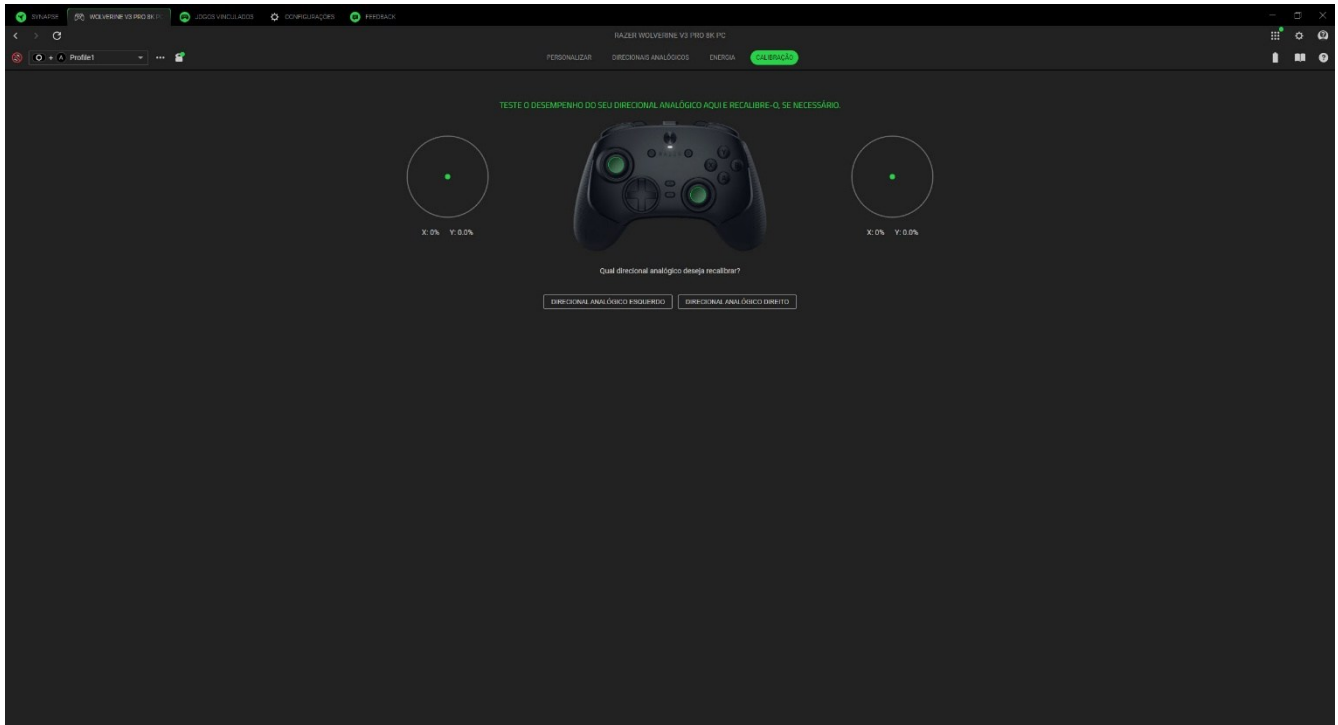 SYNAPSE WOLVERINE V3 PRO 8K PC JOGOS VINCULADOS CONFIGURAÇÕES FEEDBACK
RAZER WOLVERINE V3 PRO 8K PC
+ A Profile1 PERSONALIZAR DIRECIONAIS ANALÓGICOS ENERGIA CALIBRAÇÃO
TESTE O DESEMPENHO DO SEU DIRECIONAL ANALÓGICO AQUI E RECALIBRE-O, SE NECESSÁRIO.
RAZER
X: 0% Y: 0.0% X: 0% Y: 0.0%
Qual direcional analógico deseja recalibrar?
DIRECIONAL ANALÓGICO ESQUERDO DIRECIONAL ANALÓGICO DIREITO